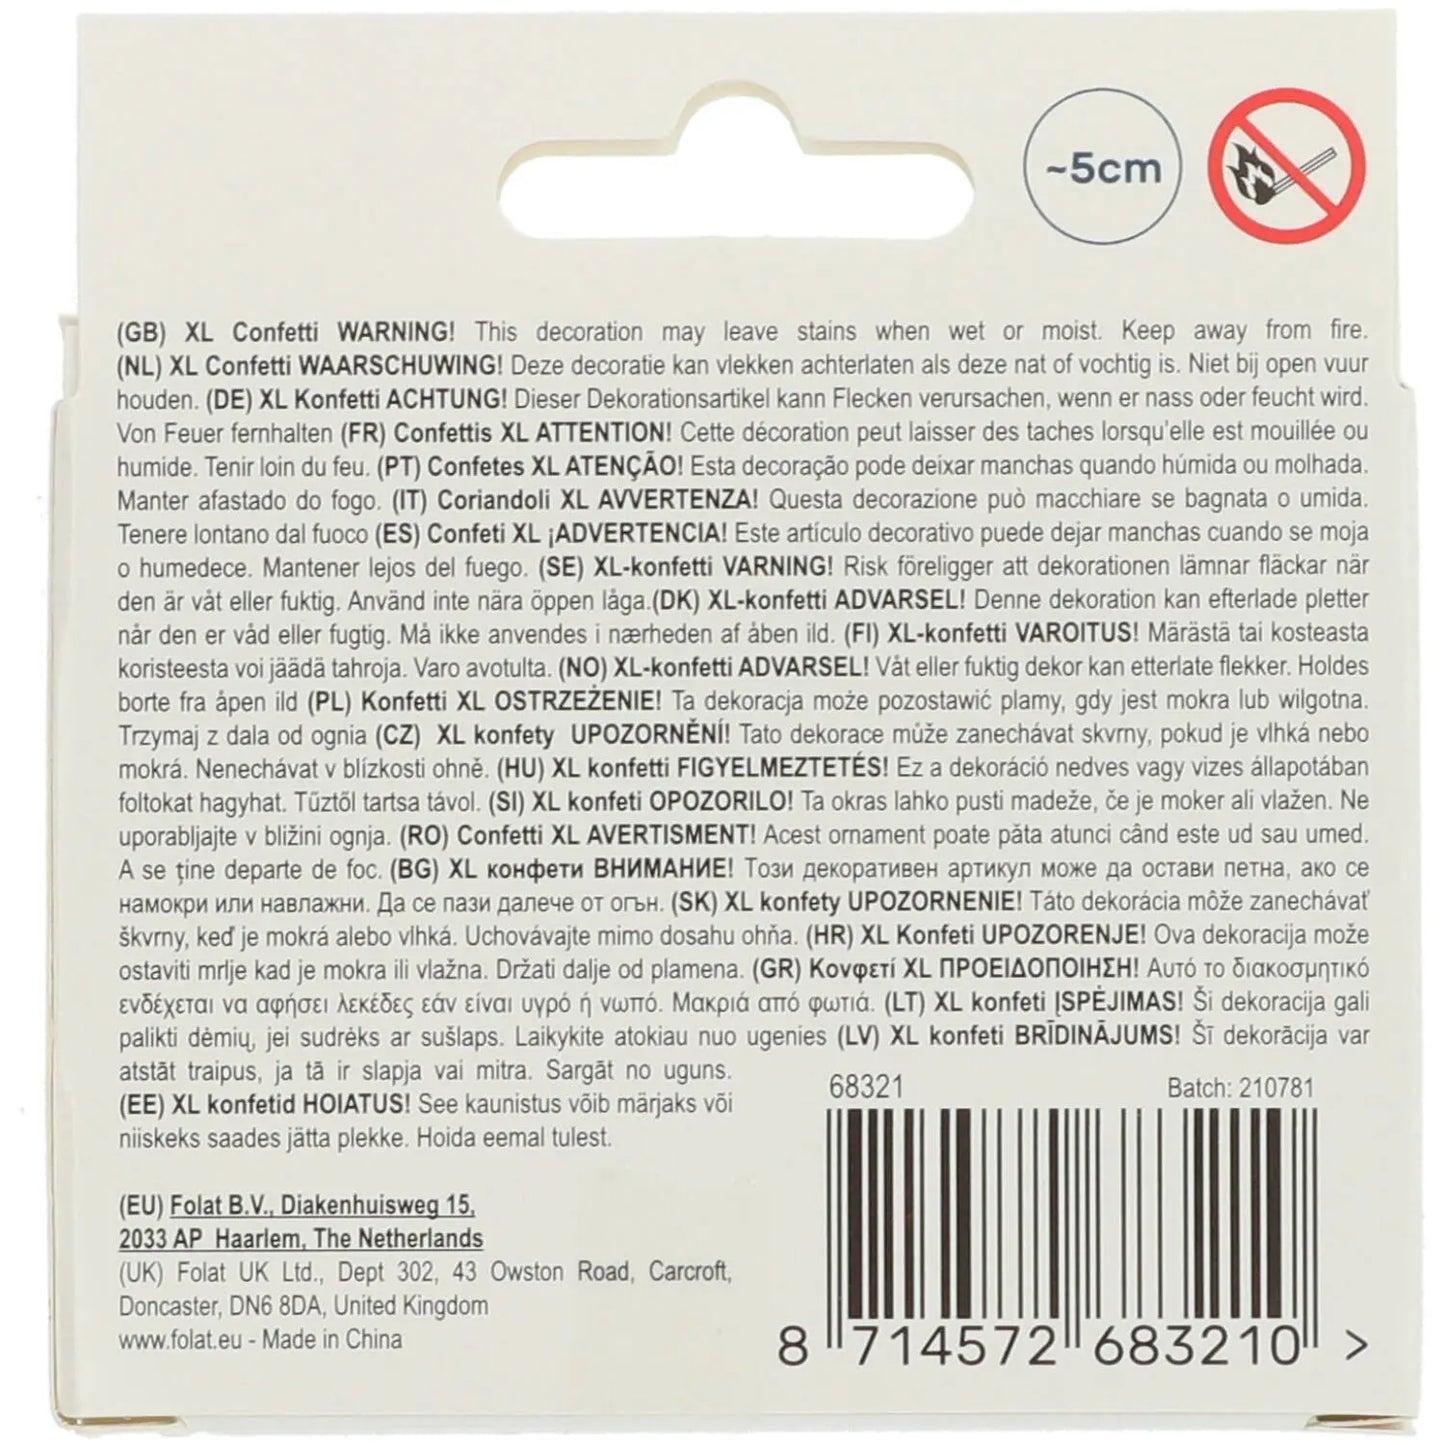 ~5cm
(GB) XL Confetti WARNING! This decoration may leave stains when wet or moist. Keep away from fire.
(NL) XL Confetti WAARSCHUWING! Deze decoratie kan vlekken achterlaten als deze nat of vochtig is. Niet bij open vuur
houden. (DE) XL Konfetti ACHTUNG! Dieser Dekorationsartikel kann Flecken verursachen, wenn er nass oder feucht wird.
Von Feuer fernhalten (FR) Confettis XL ATTENTION! Cette décoration peut laisser des taches lorsqu'elle est mouillée ou
humide. Tenir loin du feu. (PT) Confetes XL ATENÇÃO! Esta decoração pode deixar manchas quando húmida ou molhada.
Manter afastado do fogo. (IT) Coriandoli XL AVVERTENZA! Questa decorazione può macchiare se bagnata o umida.
Tenere lontano dal fuoco (ES) Confeti XL ¡ADVERTENCIA! Este artículo decorativo puede dejar manchas cuando se moja
o humedece. Mantener lejos del fuego. (SE) XL-konfetti VARNING! Risk föreligger att dekorationen lämnar fläckar när
den är våt eller fuktig. Använd inte nära öppen låga.(DK) XL-konfetti ADVARSEL! Denne dekoration kan efterlade pletter
når den er våd eller fugtig. Må ikke anvendes i nærheden af åben ild. (FI) XL-konfetti VAROITUS! Märästä tai kosteasta
koristeesta voi jäädä tahroja. Varo avotulta. (NO) XL-konfetti ADVARSEL! Våt eller fuktig dekor kan etterlate flekker. Holdes
borte fra åpen ild (PL) Konfetti XL OSTRZEŻENIE! Ta dekoracja może pozostawić plamy, gdy jest mokra lub wilgotna.
Trzymaj z dala od ognia (CZ) XL konfety UPOZORNĚNÍ! Tato dekorace může zanechávat skvrny, pokud je vlhká nebo
mokrá. Nenechávat v blízkosti ohně. (HU) XL konfetti FIGYELMEZTETÉS! Ez a dekoráció nedves vagy vizes állapotában
foltokat hagyhat. Tűztől tartsa távol. (SI) XL konfeti OPOZORILO! Ta okras lahko pusti madeže, če je moker ali vlažen. Ne
uporabljajte v bližini ognja. (RO) Confetti XL AVERTISMENT! Acest ornament poate păta atunci când este ud sau umed.
A se ține departe de foc. (BG) XL конфети ВНИМАНИЕ! Този декоративен артикул може да остави петна, ако се
намокри или навлажни. Да се пази далече от огън. (SK) XL konfety UPOZORNENIE! Táto dekorácia môže zanechávať
škvrny, keď je mokrá alebo vlhká. Uchovávajte mimo dosahu ohňa. (HR) XL Konfeti UPOZORENJE! Ova dekoracija može
ostaviti mrlje kad je mokra ili vlažna. Držati dalje od plamena. (GR) Κονφετί XL ΠΡΟΕΙΔΟΠΟΙΗΣΗ! Αυτό το διακοσμητικό
ενδέχεται να αφήσει λεκέδες εάν είναι υγρό ή νωπό. Μακριά από φωτιά. (LT) XL konfeti ĮSPĖJIMAS! Ši dekoracija gali
palikti dėmių, jei sudrėks ar sušlaps. Laikykite atokiau nuo ugenies (LV) XL konfeti BRĪDINĀJUMS! Šī dekorācija var
atstāt traipus, ja tā ir slapja vai mitra. Sargāt no uguns.
(EE) XL konfetid HOIATUS! See kaunistus võib märjaks või
niiskeks saades jätta plekke. Hoida eemal tulest.
68321 Batch: 210781
(EU) Folat B.V., Diakenhuisweg 15,
2033 AP Haarlem, The Netherlands
(UK) Folat UK Ltd., Dept 302, 43 Owston Road, Carcroft,
Doncaster, DN6 8DA, United Kingdom
www.folat.eu - Made in China
8 714572 683210 >